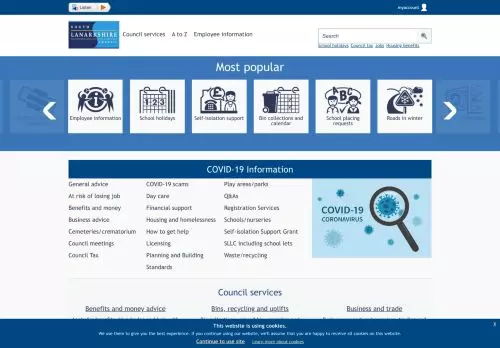 Listen
myaccount
SOUTH
LANARKSHIRE
COUNCIL
Council services A to Z Employee information
Search
School holidays Council tax Jobs Housing benefits
Most popular
Employee information
School holidays
Self-isolation support
Bin collections and calendar
School placing requests
Roads in winter
COVID-19 Information
General advice
At risk of losing job
Benefits and money
Business advice
Cemeteries/crematorium
Council meetings
Council Tax
COVID-19 scams
Day care
Financial support
Housing and homelessness
How to get help
Licensing
Planning and Building Standards
Play areas/parks
Q&As
Registration Services
Schools/nurseries
Self-isolation Support Grant
SLLC including school lets
Waste/recycling
COVID-19
CORONAVIRUS
Council services
Benefits and money advice
Bins, recycling and uplifts
Business and trade
This website is using cookies.
X
We use them to give you the best experience. If you continue using our website, we'll assume that you are happy to receive all cookies on this website.
Continue to use site Learn more about cookies